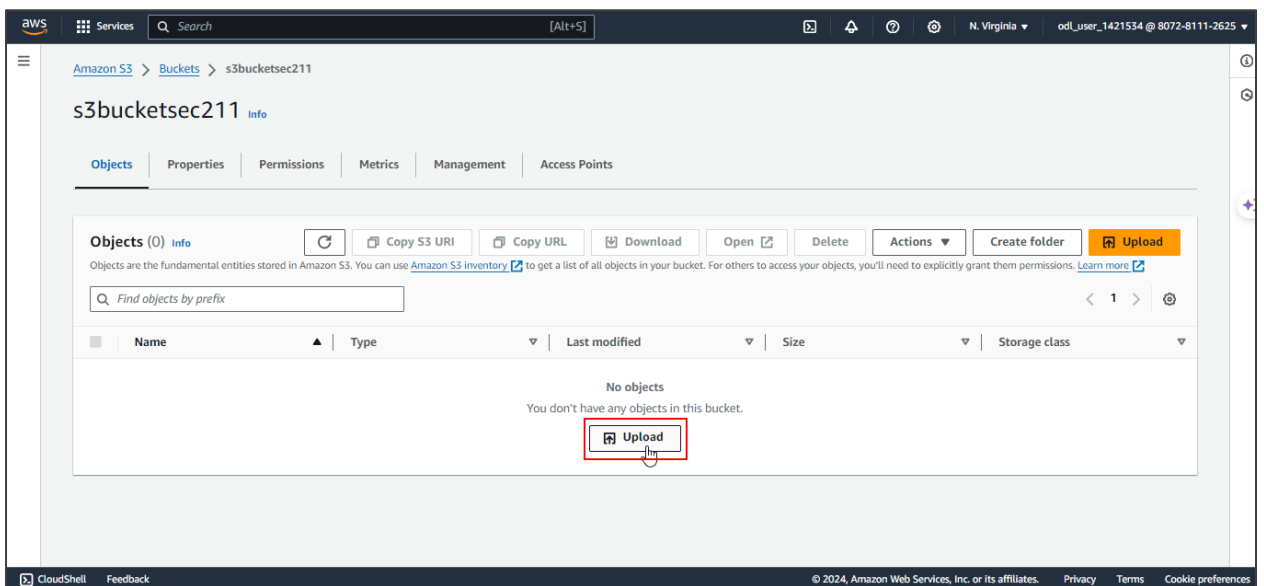 aws Services Search [Alt+S] N. Virginia odl_user_1421534 @ 8072-8111-2625
Amazon S3 > Buckets > s3bucketsec211
s3bucketsec211 Info
Objects Properties Permissions Metrics Management Access Points
Objects (0) Info Copy S3 URI Copy URL Download Open Delete Actions Create folder Upload
Objects are the fundamental entities stored in Amazon S3. You can use Amazon S3 inventory to get a list of all objects in your bucket. For others to access your objects, you'll need to explicitly grant them permissions. Learn more
Find objects by prefix < 1 >
Name Type Last modified Size Storage class
No objects
You don't have any objects in this bucket.
Upload
CloudShell Feedback © 2024, Amazon Web Services, Inc. or its affiliates. Privacy Terms Cookie preferences